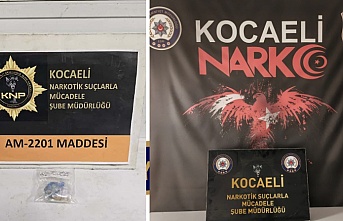 KNP
KOCAELİ
NARKOTİK SUÇLARLA
MÜCADELE
ŞUBE MÜDÜRLÜĞÜ
AM-2201 MADDESİ
KOCAELİ
NARKO
KOCAELİ
NARKOTİK SUÇLARLA
MÜCADELE
ŞUBE MÜDÜRLÜĞÜ